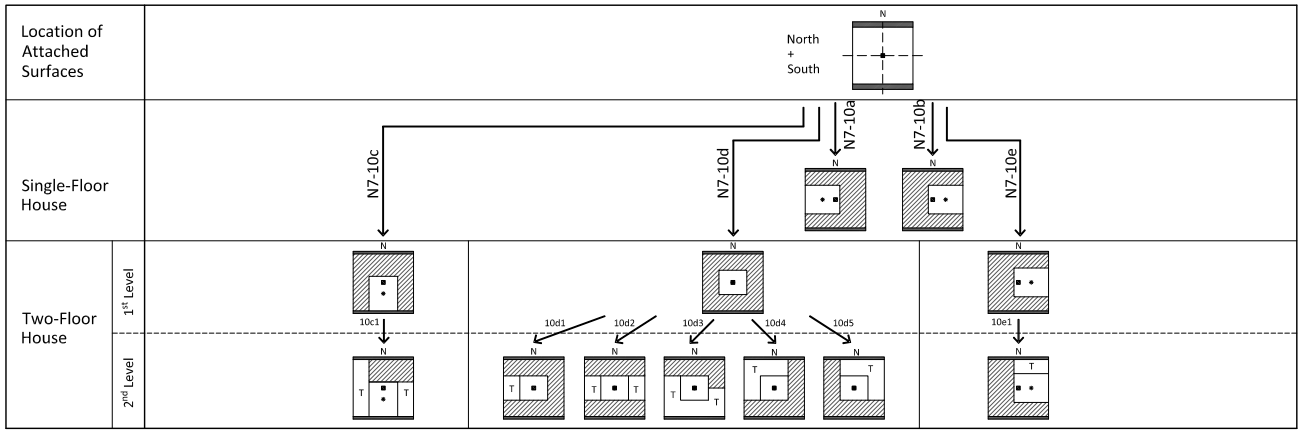 Location of
Attached
Surfaces
N
North
+
South
Single-Floor
House
N7-10c
N7-10d
N7-10a
N7-10b
N7-10e
N
N
Two-Floor
House
1st Level
N
N
N
10c1
10d1
10d2
10d3
10d4
10d5
10e1
2nd Level
N
N
N
N
N
N
N
T
T
T
T
T
T
T
T
T
T
T